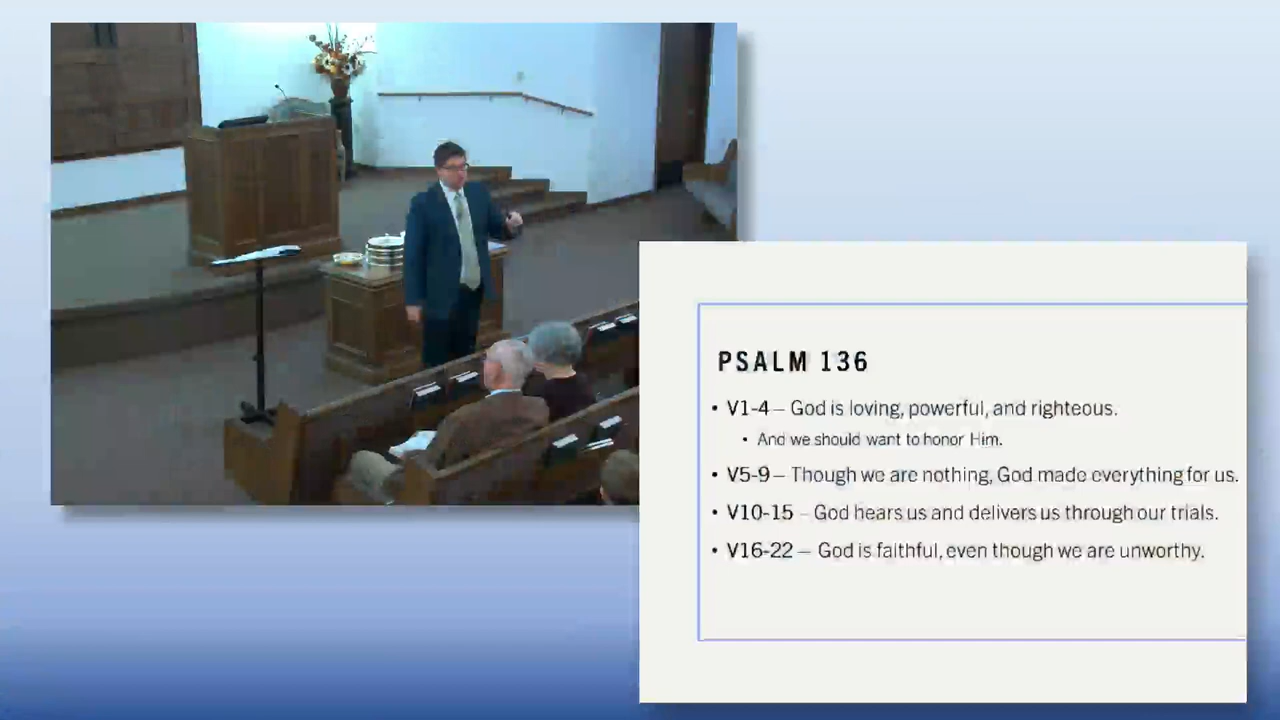 PSALM 136
• V1-4 – God is loving, powerful, and righteous.
• And we should want to honor Him.
• V5-9 – Though we are nothing, God made everything for us.
• V10-15 – God hears us and delivers us through our trials.
• V16-22 – God is faithful, even though we are unworthy.